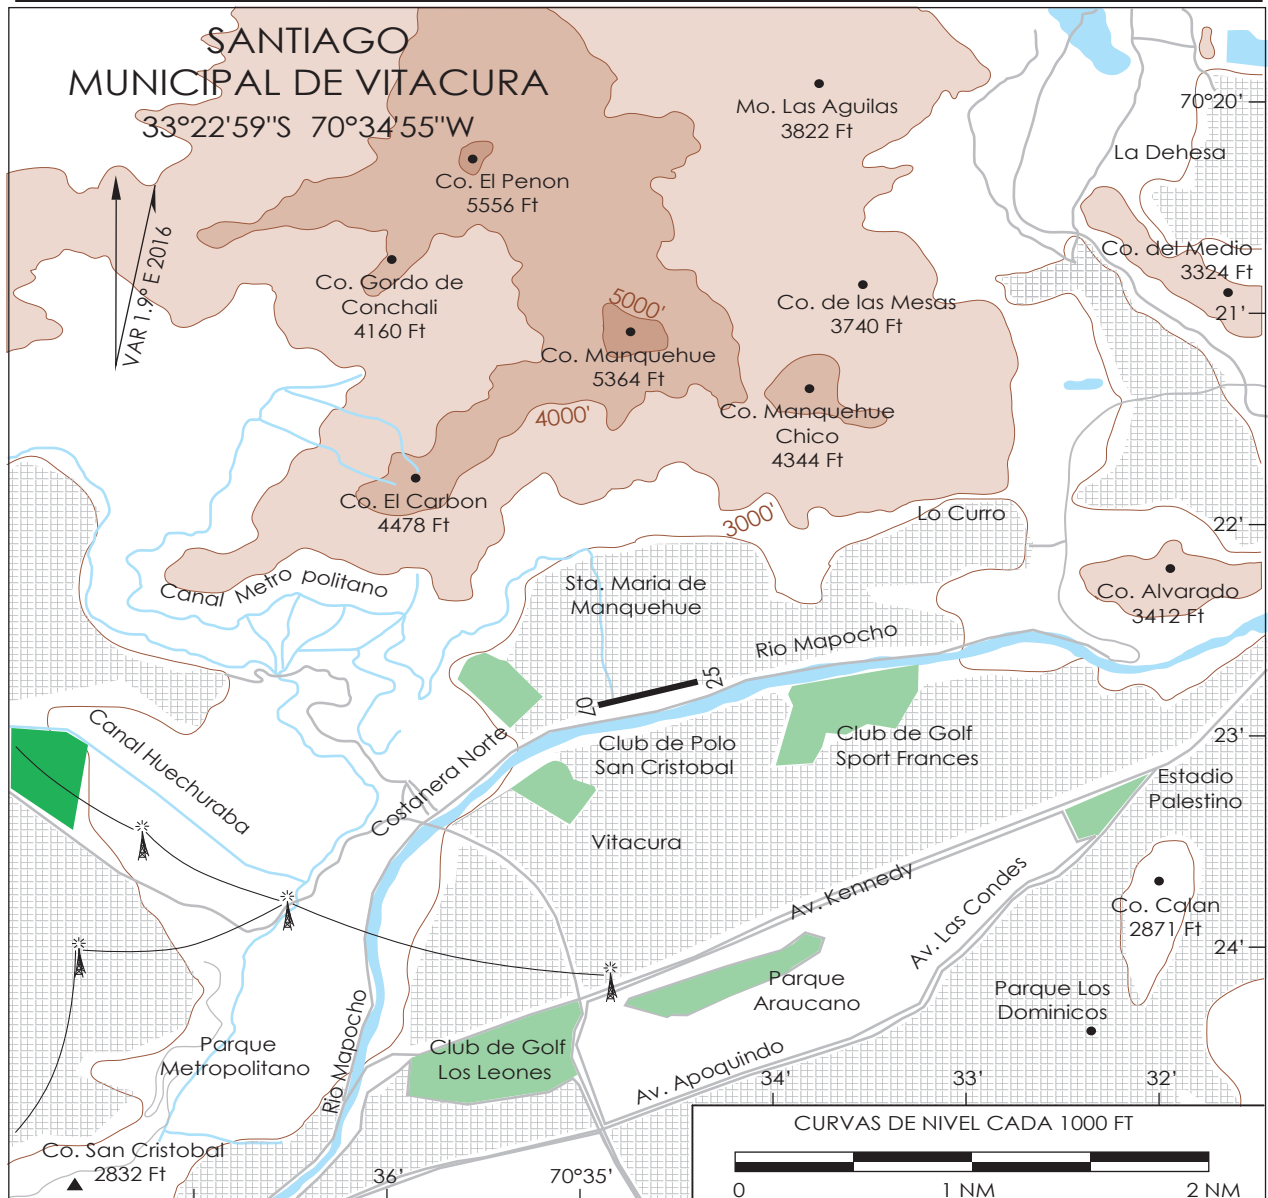 SANTIAGO
MUNICIPAL DE VITACURA
33°22'59"S 70°34'55"W
Mo. Las Aguilas
3822 Ft
70°20'
La Dehesa
Co. El Penon
5556 Ft
VAR 1.9° E 2016
Co. Gordo de
Conchali
4160 Ft
5000'
Co. Manquehue
5364 Ft
Co. de las Mesas
3740 Ft
Co. del Medio
3324 Ft
21'
4000'
Co. Manquehue
Chico
4344 Ft
Co. El Carbon
4478 Ft
3000'
Lo Curro
22'
Canal Metro politano
Sta. Maria de
Manquehue
Co. Alvarado
3412 Ft
Rio Mapocho
07
25
Canal Huechuraba
Costanera Norte
Club de Polo
San Cristobal
Club de Golf
Sport Frances
23'
Estadio
Palestino
Vitacura
Av. Kennedy
Av. Las Condes
Co. Calan
2871 Ft
24'
Parque
Araucano
Parque Los
Dominicos
Parque
Metropolitano
Rio Mapocho
Club de Golf
Los Leones
Av. Apoquindo
34'
33'
32'
Co. San Cristobal
2832 Ft
36'
70°35'
CURVAS DE NIVEL CADA 1000 FT
0
1 NM
2 NM